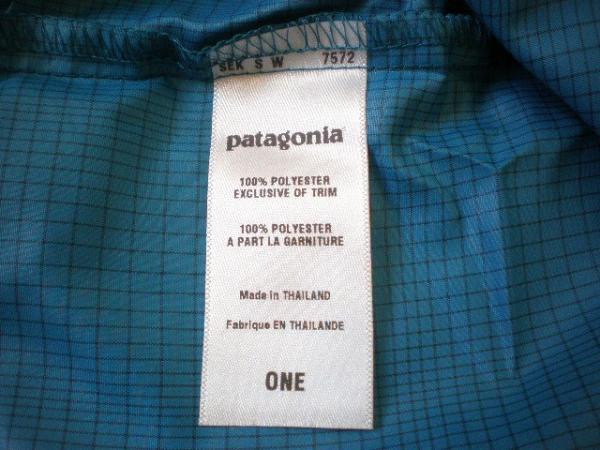 SEK S W 7572
patagonia
100% POLYESTER
EXCLUSIVE OF TRIM
100% POLYESTER
A PART LA GARNITURE
Made in THAILAND
Fabrique EN THAILANDE
ONE